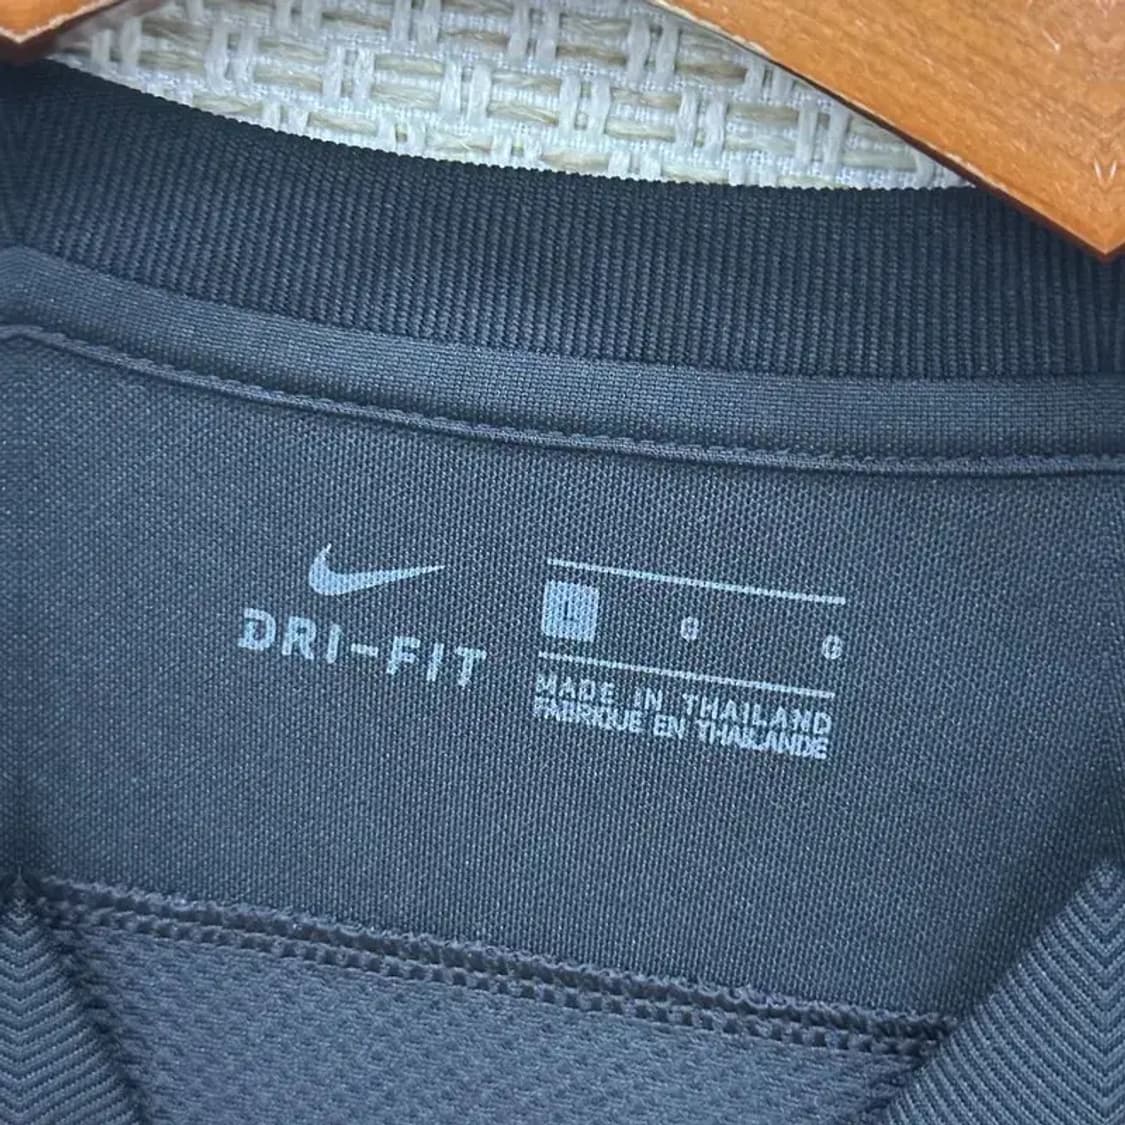 DRI-FIT
L G G
MADE IN THAILAND
FABRIQUE EN THAILANDE